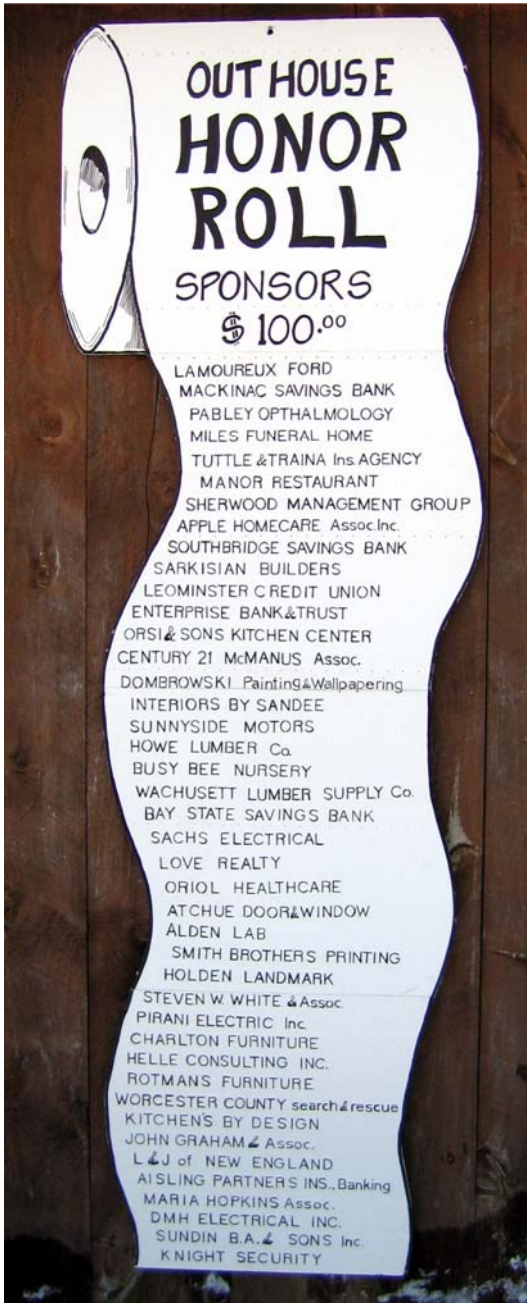 OUTHOUSE
HONOR
ROLL
SPONSORS
$ 100.00
LAMOUREUX FORD
MACKINAC SAVINGS BANK
PABLEY OPTHALMOLOGY
MILES FUNERAL HOME
TUTTLE & TRAINA Ins. AGENCY
MANOR RESTAURANT
SHERWOOD MANAGEMENT GROUP
APPLE HOMECARE Assoc. Inc.
SOUTHBRIDGE SAVINGS BANK
SARKISIAN BUILDERS
LEOMINSTER CREDIT UNION
ENTERPRISE BANK & TRUST
ORSI & SONS KITCHEN CENTER
CENTURY 21 McMANUS Assoc.
DOMBROWSKI Painting & Wallpapering
INTERIORS BY SANDEE
SUNNYSIDE MOTORS
HOWE LUMBER Co.
BUSY BEE NURSERY
WACHUSETT LUMBER SUPPLY Co.
BAY STATE SAVINGS BANK
SACHS ELECTRICAL
LOVE REALTY
ORIOL HEALTHCARE
ATCHUE DOOR & WINDOW
ALDEN LAB
SMITH BROTHERS PRINTING
HOLDEN LANDMARK
STEVEN W. WHITE & Assoc.
PIRANI ELECTRIC Inc.
CHARLTON FURNITURE
HELLE CONSULTING INC.
ROTMANS FURNITURE
WORCESTER COUNTY search & rescue
KITCHEN'S BY DESIGN
JOHN GRAHAM & Assoc.
L & J of NEW ENGLAND
AISLING PARTNERS INS., Banking
MARIA HOPKINS Assoc.
DMH ELECTRICAL INC.
SUNDIN B.A. & SONS Inc.
KNIGHT SECURITY